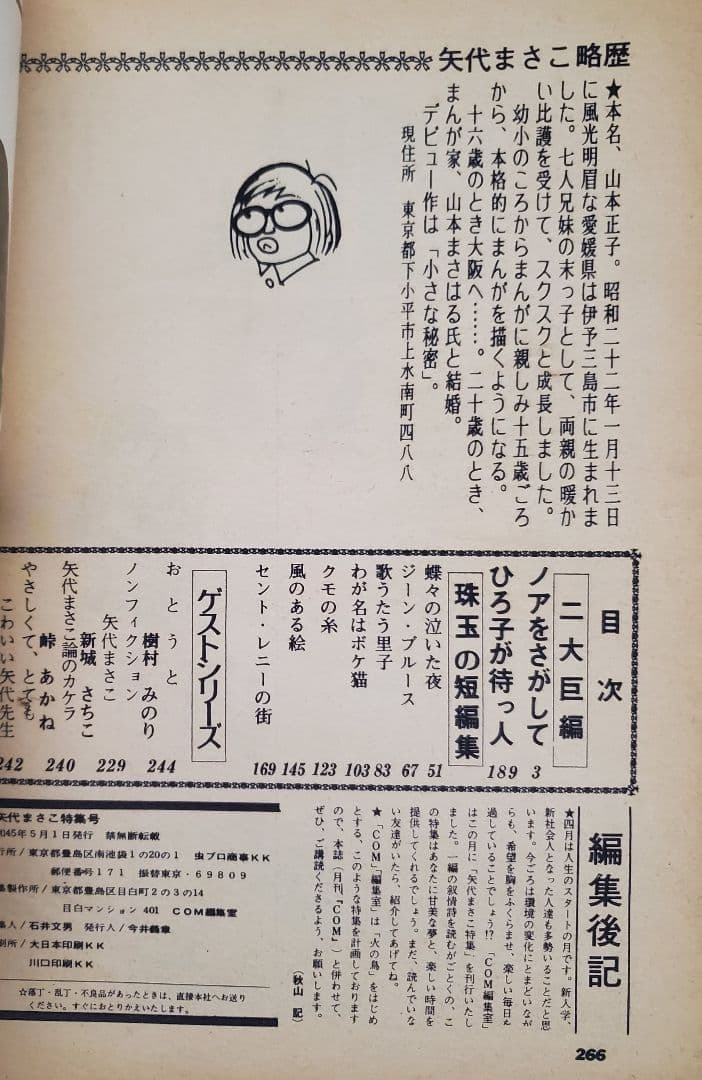 矢代まさこ略歴
★本名、山本正子。昭和二十二年一月十三日
に風光明眉な愛媛県は伊予三島市に生まれま
した。七人兄妹の末っ子として、両親の暖か
い比護を受けて、スクスクと成長しました。
幼小のころからまんがに親しみ十五歳ごろ
から、本格的にまんがを描くようになる。
十六歳のとき大阪へ……。二十歳のとき、
まんが家、山本まさはる氏と結婚。
デビュー作は「小さな秘密」。
現住所 東京都下小平市上水南町四八八
目次
二大巨編
ノアをさがして 3
ひろ子が待つ人 189
珠玉の短編集
蝶々の泣いた夜 51
ジーン・ブルース 67
歌うたう里子 83
わが名はボケ猫 103
クモの糸 123
風のある絵 145
セント・レニーの街 169
ゲストシリーズ
おとうと
樹村みのり 244
ノンフィクション
矢代まさこ 229
新城さちこ
矢代まさこ論のカケラ 240
峠あかね
やさしくて、とても
こわいい矢代先生 242
編集後記
★四月は人生のスタートの月です。新入学、
新社会人となった人達も多勢いることだと思
います。今ごろは環境の変化にとまどいなが
らも、希望を胸をふくらませ、楽しい毎日を
過していることでしょう!?「COM編集室」
はこの月に「矢代まさこ特集」を刊行いたし
ました。一編の叙情詩を読むがごとくの、こ
の特集はあなたに甘美な夢と、楽しい時間を
提供してくれるでしょう。まだ、読んでいな
い友達がいたら、紹介してあげてね。
★「COM」編集室」は「火の鳥」をはじめ
とする、このような特集を計画しております
ので、本誌(月刊『COM』)と併わせて、
ぜひ、ご講読くださるよう、お願いします。
(秋山 記)
矢代まさこ特集号
和45年5月1日発行 禁無断転載
行所/東京都豊島区南池袋1の20の1 虫プロ商事KK
郵便番号171 振替東京・69809
集製作所/東京都豊島区目白町2の3の14
目白マンション401 COM編集室
集人/石井文男 発行人/今井義章
刷所/大日本印刷KK
川口印刷KK
☆落丁・乱丁・不良品があったときは、直接本社へお送り
ください。すぐにおとりかえいたします。
266